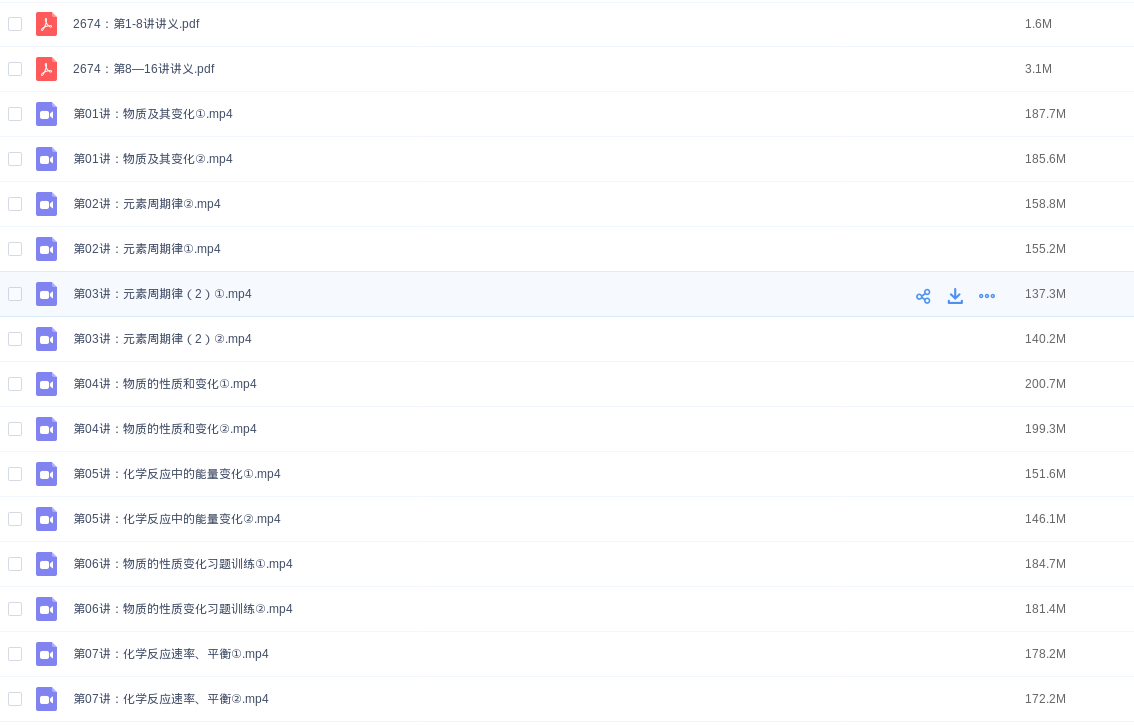 2674：第1-8讲讲义.pdf 1.6M
2674：第8—16讲讲义.pdf 3.1M
第01讲：物质及其变化①.mp4 187.7M
第01讲：物质及其变化②.mp4 185.6M
第02讲：元素周期律②.mp4 158.8M
第02讲：元素周期律①.mp4 155.2M
第03讲：元素周期律（2）①.mp4 137.3M
第03讲：元素周期律（2）②.mp4 140.2M
第04讲：物质的性质和变化①.mp4 200.7M
第04讲：物质的性质和变化②.mp4 199.3M
第05讲：化学反应中的能量变化①.mp4 151.6M
第05讲：化学反应中的能量变化②.mp4 146.1M
第06讲：物质的性质变化习题训练①.mp4 184.7M
第06讲：物质的性质变化习题训练②.mp4 181.4M
第07讲：化学反应速率、平衡①.mp4 178.2M
第07讲：化学反应速率、平衡②.mp4 172.2M